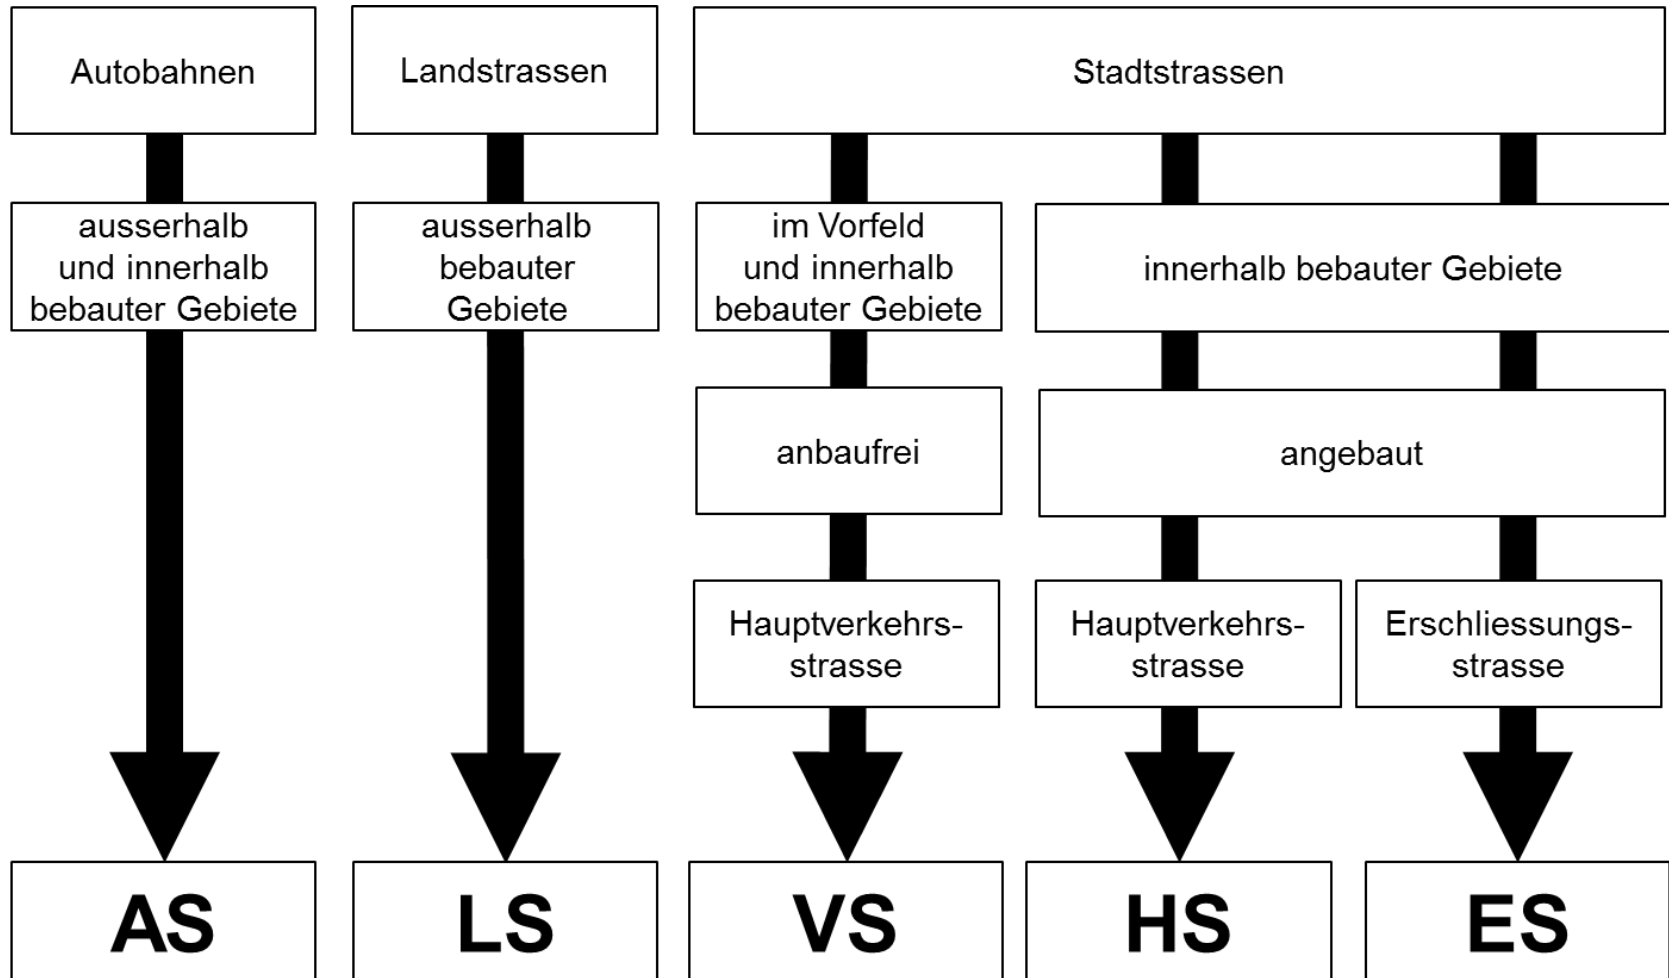 Autobahnen
Landstrassen
Stadtstrassen
ausserhalb
und innerhalb
bebauter Gebiete
ausserhalb
bebauter
Gebiete
im Vorfeld
und innerhalb
bebauter Gebiete
innerhalb bebauter Gebiete
anbaufrei
angebaut
Hauptverkehrs-
strasse
Hauptverkehrs-
strasse
Erschliessungs-
strasse
AS
LS
VS
HS
ES